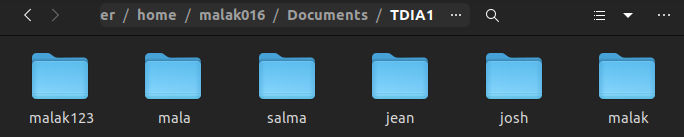 er / home / malak016 / Documents / TDIA1
malak123 mala salma jean josh malak